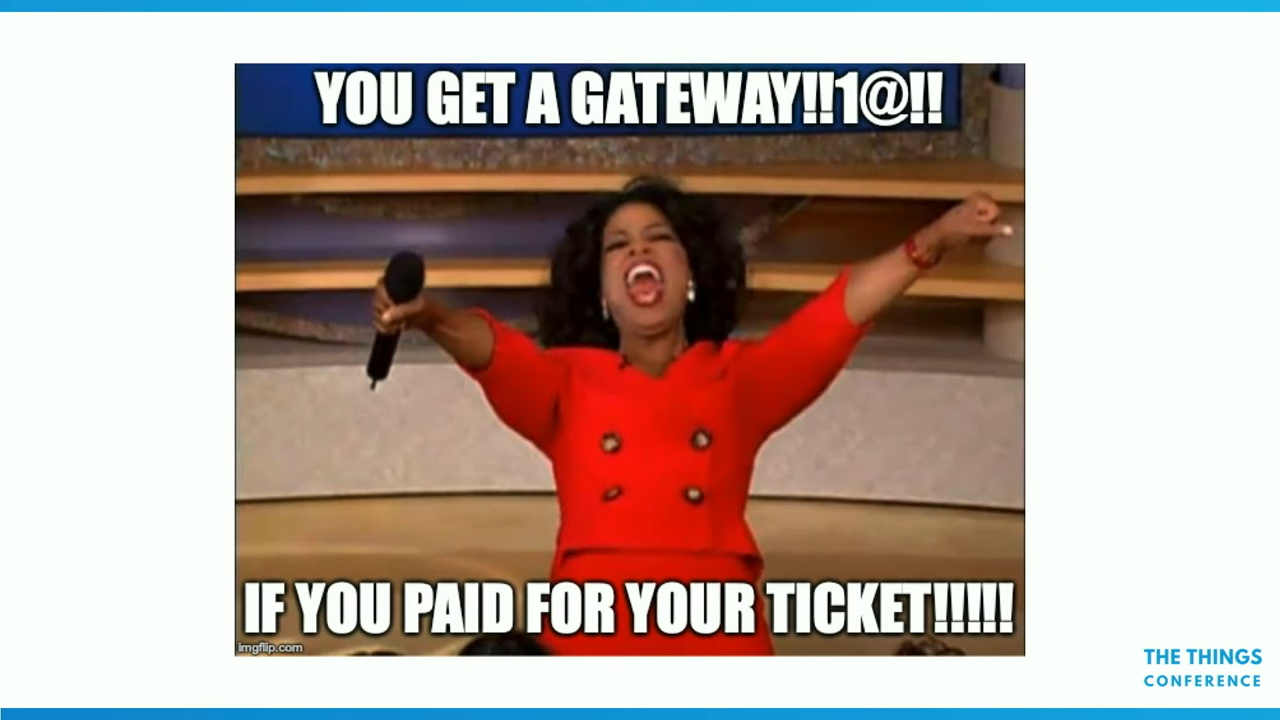 YOU GET A GATEWAY!!1@!!
IF YOU PAID FOR YOUR TICKET!!!!!
imgflip.com
THE THINGS
CONFERENCE